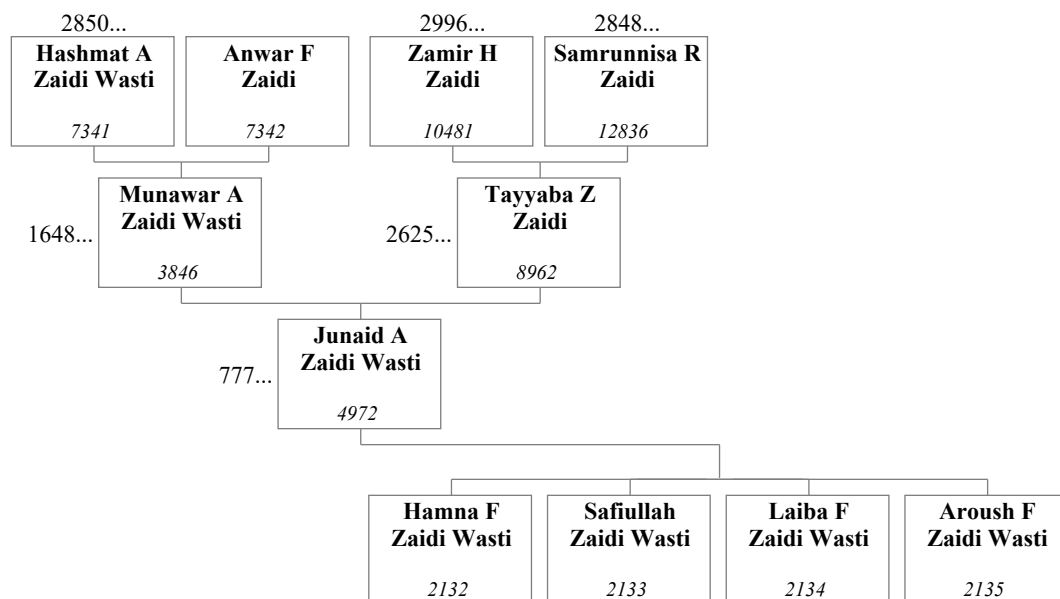 2850...
2996...
2848...
Hashmat A
Zaidi Wasti
7341
Anwar F
Zaidi
7342
Zamir H
Zaidi
10481
Samrunnisa R
Zaidi
12836
1648...
Munawar A
Zaidi Wasti
3846
2625...
Tayyaba Z
Zaidi
8962
777...
Junaid A
Zaidi Wasti
4972
Hamna F
Zaidi Wasti
2132
Safiullah
Zaidi Wasti
2133
Laiba F
Zaidi Wasti
2134
Aroush F
Zaidi Wasti
2135